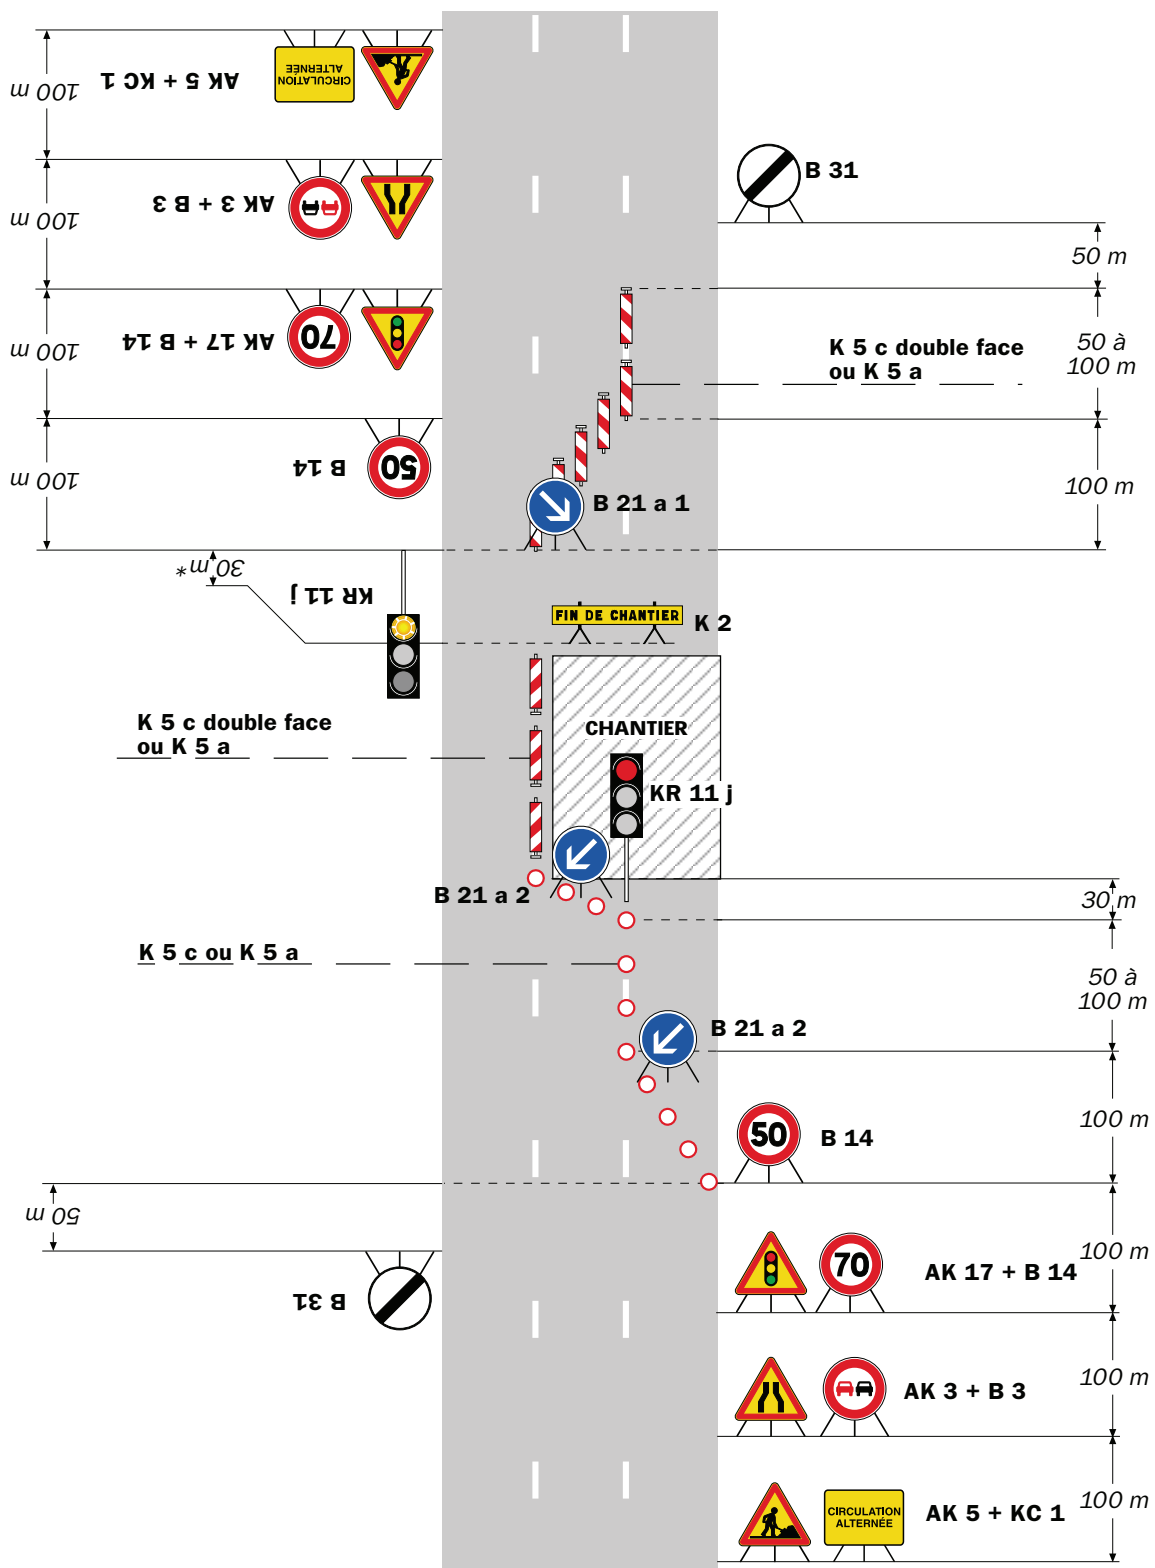 100 m
AK 5 + KC 1
CIRCULATION
ALTERNÉE
100 m
AK 3 + B 3
100 m
AK 17 + B 14
70
100 m
B 14
50
30 m*
KR 11 j
B 31
50 m
K 5 c double face
ou K 5 a
50 à
100 m
B 21 a 1
100 m
FIN DE CHANTIER
K 2
K 5 c double face
ou K 5 a
CHANTIER
KR 11 j
B 21 a 2
30 m
K 5 c ou K 5 a
50 à
100 m
B 21 a 2
50
B 14
100 m
50 m
B 31
70
AK 17 + B 14
100 m
AK 3 + B 3
100 m
CIRCULATION
ALTERNÉE
AK 5 + KC 1
100 m